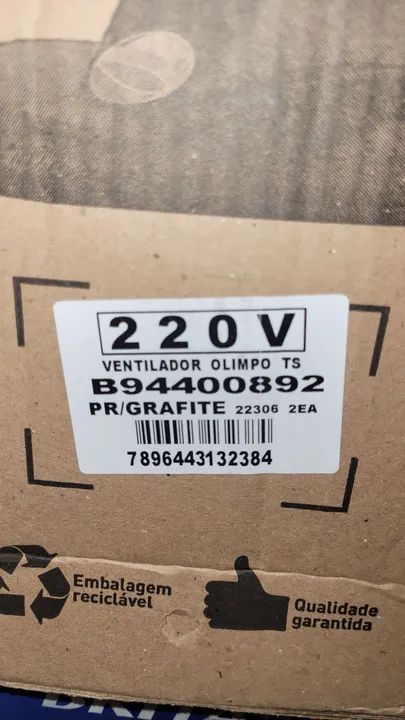 220V
VENTILADOR OLIMPO TS
B94400892
PR/GRAFITE 22306 2EA
7896443132384
Embalagem
reciclável
Qualidade
garantida